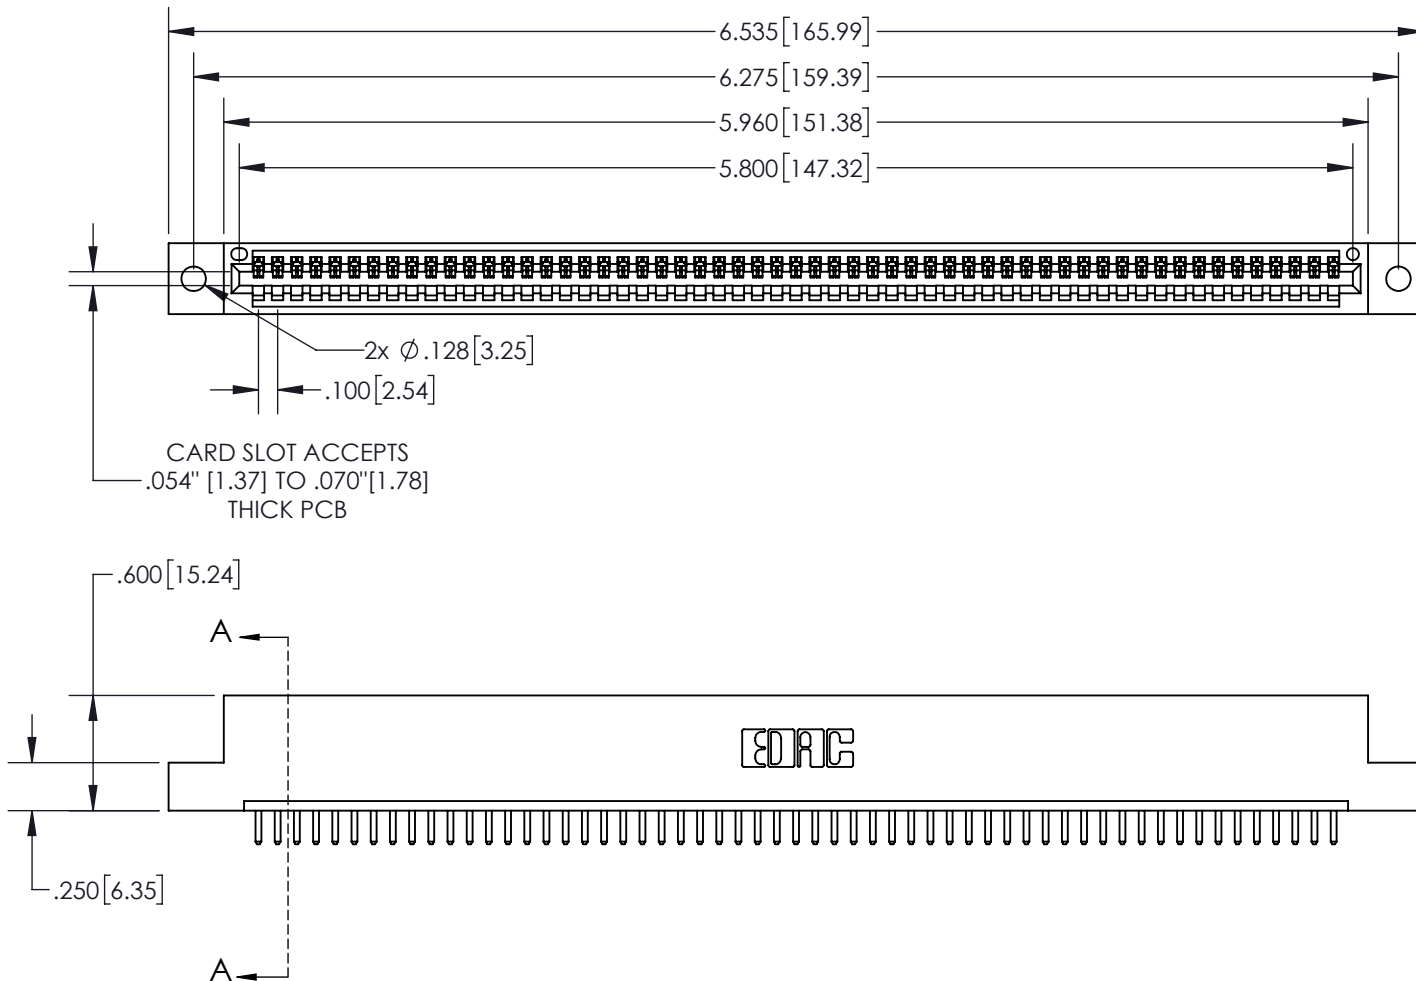 6.535[165.99]
6.275[159.39]
5.960[151.38]
5.800[147.32]
2x Ø.128[3.25]
.100[2.54]
CARD SLOT ACCEPTS
.054" [1.37] TO .070"[1.78]
THICK PCB
.600[15.24]
A
EDAC
.250[6.35]
A